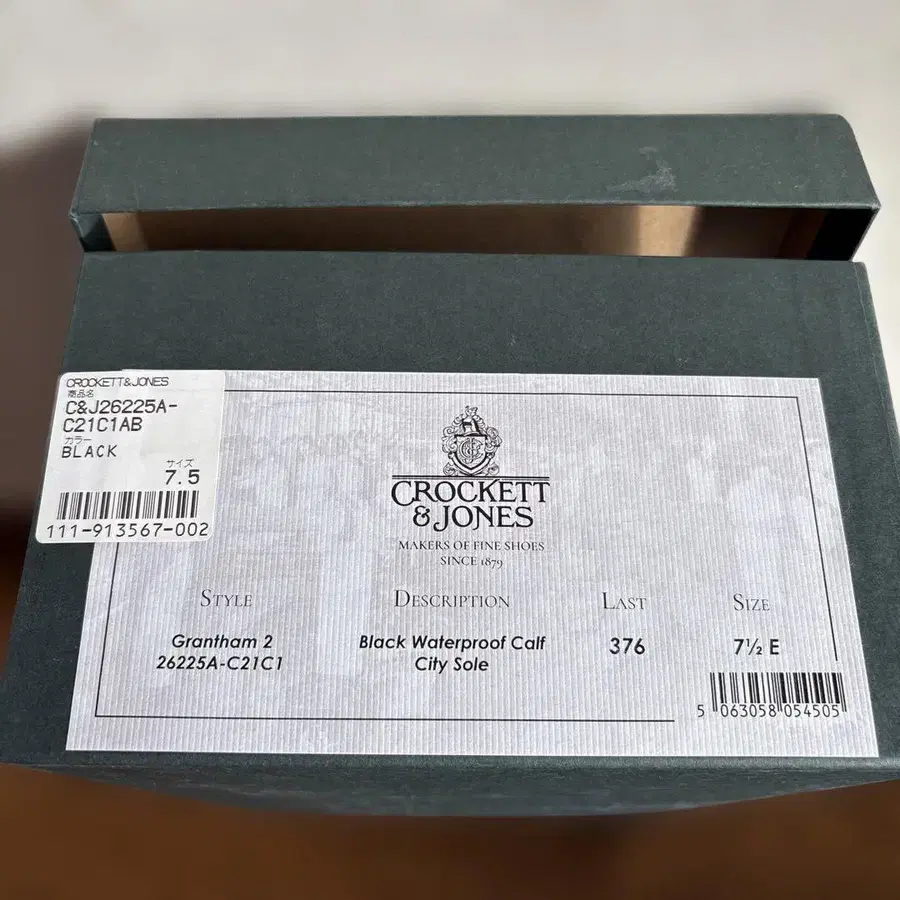 CROCKETT&JONES
商品名
C&J26225A-
C21C1AB
カラー
BLACK
サイズ
7.5
111-913567-002
CROCKETT
& JONES
MAKERS OF FINE SHOES
SINCE 1879
STYLE DESCRIPTION LAST SIZE
Grantham 2 Black Waterproof Calf 376 7½ E
26225A-C21C1 City Sole
5 063058 054505